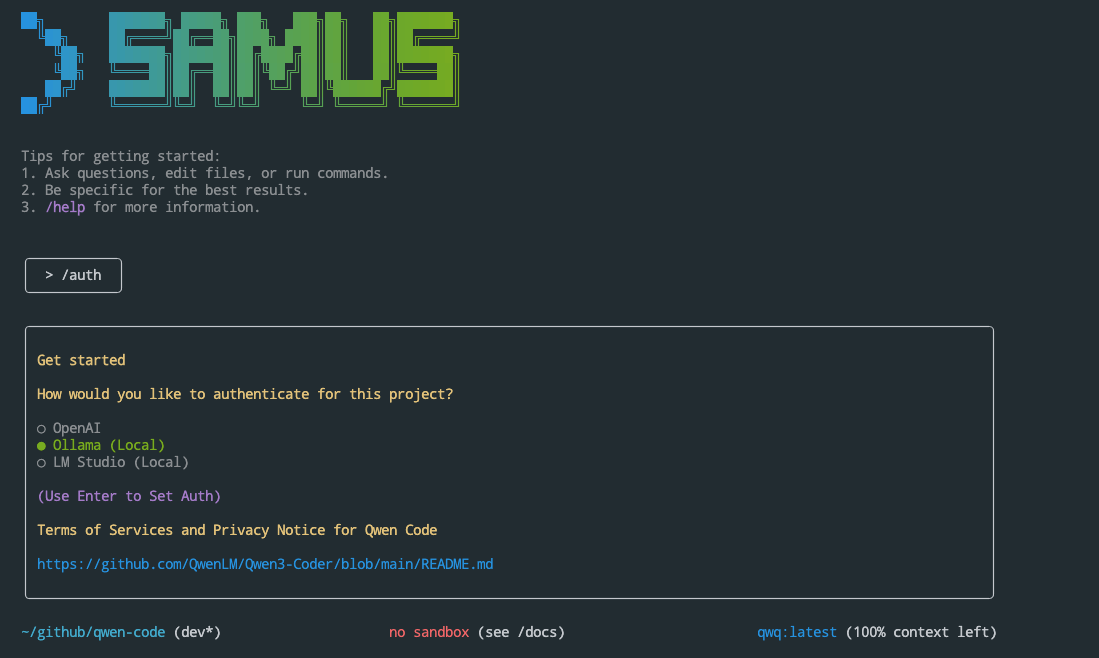 > SAMUS
Tips for getting started:
1. Ask questions, edit files, or run commands.
2. Be specific for the best results.
3. /help for more information.
> /auth
Get started
How would you like to authenticate for this project?
○ OpenAI
● Ollama (Local)
○ LM Studio (Local)
(Use Enter to Set Auth)
Terms of Services and Privacy Notice for Qwen Code
https://github.com/QwenLM/Qwen3-Coder/blob/main/README.md
~/github/qwen-code (dev*) no sandbox (see /docs) qwq:latest (100% context left)